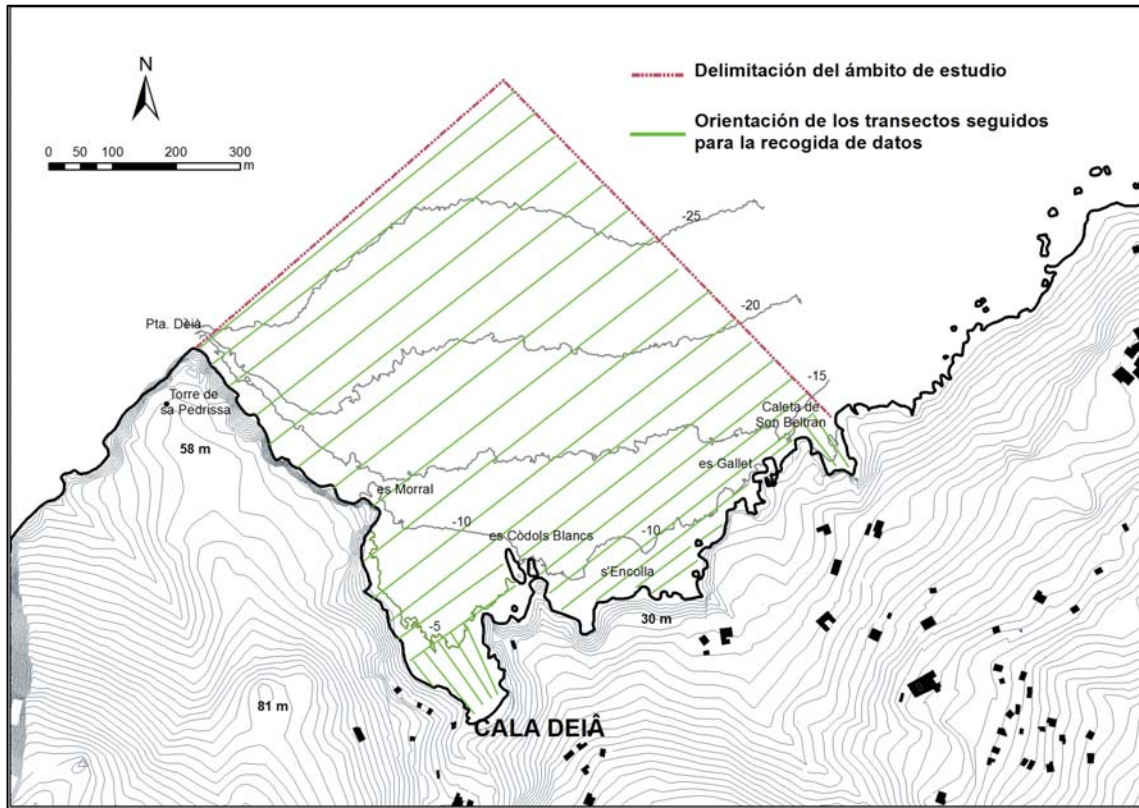 N
0 50 100 200 300
m
Delimitación del ámbito de estudio
Orientación de los transectos seguidos
para la recogida de datos
-25
-20
-15
Pta. Deià
Torre de
sa Pedrissa
58 m
Caleta de
Son Beltran
es Gallet
es Morral
-10
es Còdols Blancs
-10
s'Encolla
-5
30 m
81 m
CALA DEIÂ